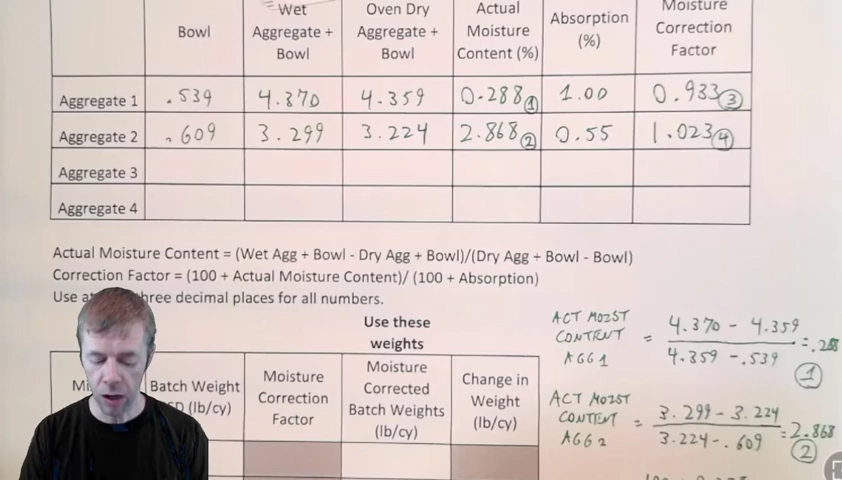 Bowl
Wet Aggregate + Bowl
Oven Dry Aggregate + Bowl
Actual Moisture Content (%)
Absorption (%)
Moisture Correction Factor
Aggregate 1 .539 4.370 4.359 0.288 ① 1.00 0.933 ③
Aggregate 2 .609 3.299 3.224 2.868 ② 0.55 1.023 ④
Aggregate 3
Aggregate 4
Actual Moisture Content = (Wet Agg + Bowl - Dry Agg + Bowl)/(Dry Agg + Bowl - Bowl)
Correction Factor = (100 + Actual Moisture Content)/ (100 + Absorption)
Use three decimal places for all numbers.
Use these
weights
Batch Weight
(lb/cy)
Moisture
Correction
Factor
Moisture
Corrected
Batch Weights
(lb/cy)
Change in
Weight
(lb/cy)
ACT MOIST
CONTENT
AGG 1
=
4.370 - 4.359
4.359 - .539
= .288
①
ACT MOIST
CONTENT
AGG 2
=
3.299 - 3.224
3.224 - .609
= 2.868
②